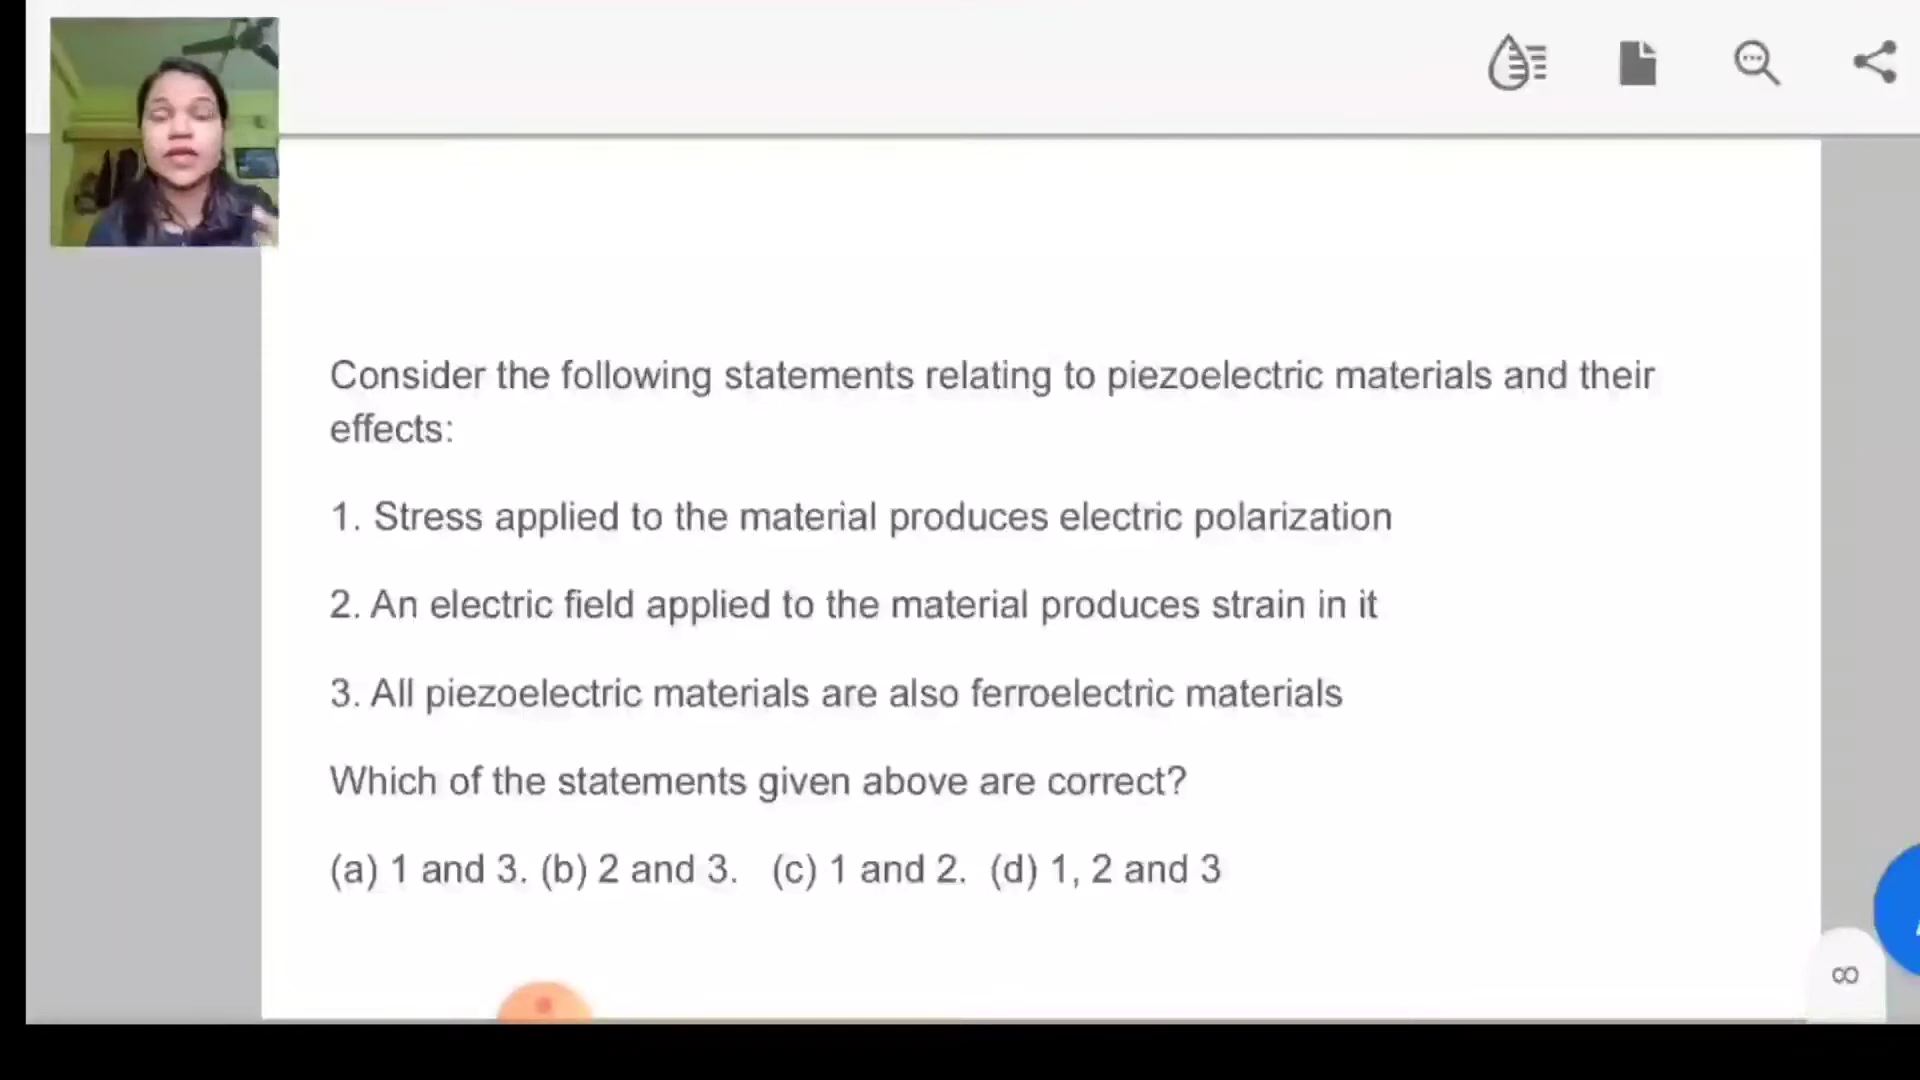 Consider the following statements relating to piezoelectric materials and their
effects:
1. Stress applied to the material produces electric polarization
2. An electric field applied to the material produces strain in it
3. All piezoelectric materials are also ferroelectric materials
Which of the statements given above are correct?
(a) 1 and 3. (b) 2 and 3. (c) 1 and 2. (d) 1, 2 and 3